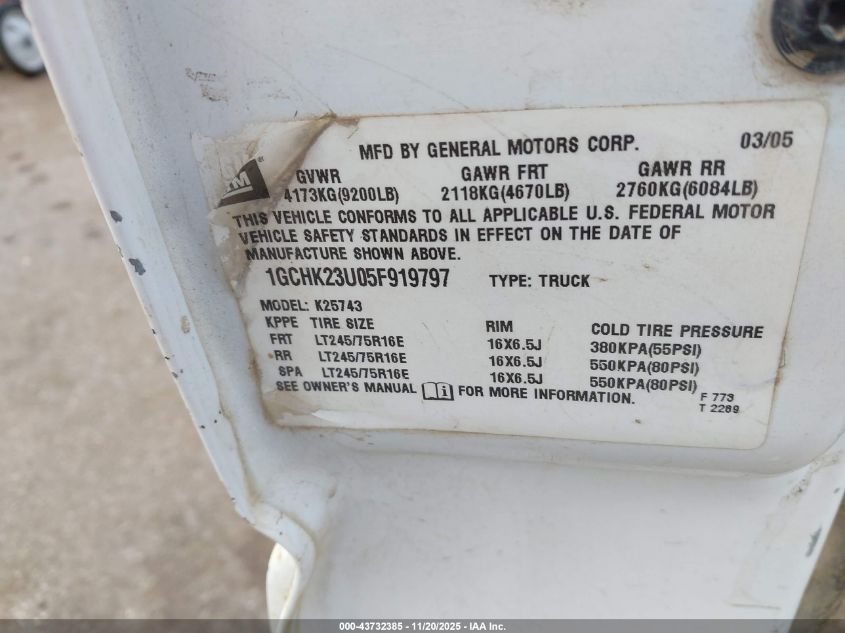 MFD BY GENERAL MOTORS CORP. 03/05
GVWR GAWR FRT GAWR RR
4173KG(9200LB) 2118KG(4670LB) 2760KG(6084LB)
THIS VEHICLE CONFORMS TO ALL APPLICABLE U.S. FEDERAL MOTOR
VEHICLE SAFETY STANDARDS IN EFFECT ON THE DATE OF
MANUFACTURE SHOWN ABOVE.
1GCHK23U05F919797 TYPE: TRUCK
MODEL: K25743
KPPE TIRE SIZE RIM COLD TIRE PRESSURE
FRT LT245/75R16E 16X6.5J 380KPA(55PSI)
RR LT245/75R16E 16X6.5J 550KPA(80PSI)
SPA LT245/75R16E 16X6.5J 550KPA(80PSI)
SEE OWNER'S MANUAL FOR MORE INFORMATION.
F 773
T 2289
000-43732385 - 11/20/2025 - IAA Inc.